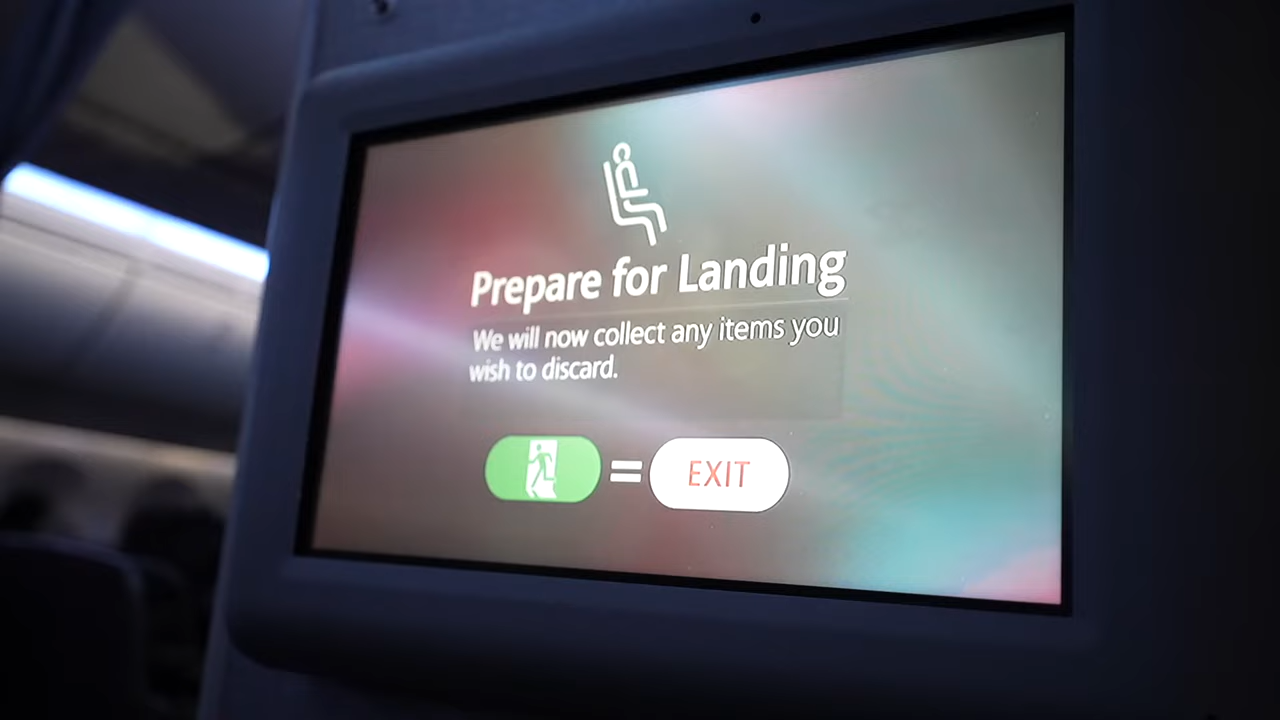 Prepare for Landing
We will now collect any items you
wish to discard.
= EXIT